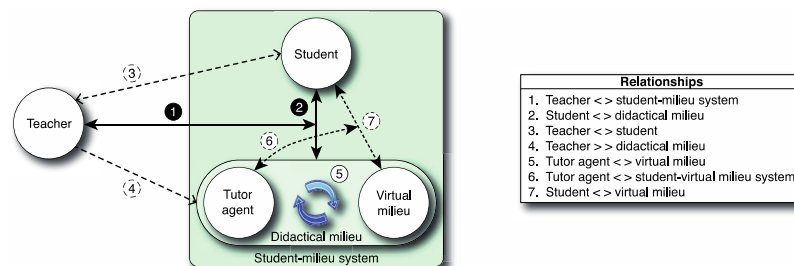 Student
3
1
2
7
Teacher
6
5
4
Tutor
agent
Virtual
milieu
Didactical milieu
Student-milieu system
Relationships
1. Teacher <> student-milieu system
2. Student <> didactical milieu
3. Teacher <> student
4. Teacher >> didactical milieu
5. Tutor agent <> virtual milieu
6. Tutor agent <> student-virtual milieu system
7. Student <> virtual milieu